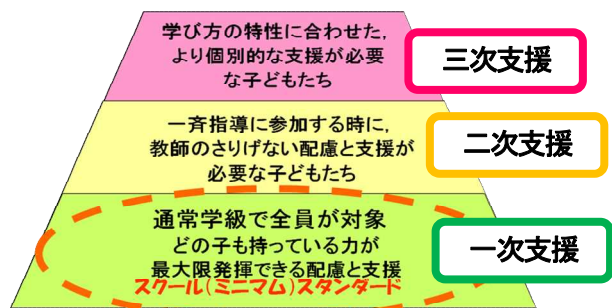 学び方の特性に合わせた,
より個別的な支援が必要
な子どもたち
三次支援
一斉指導に参加する時に,
教師のさりげない配慮と支援が
必要な子どもたち
二次支援
通常学級で全員が対象
どの子も持っている力が
最大限発揮できる配慮と支援
スクール(ミニマム)スタンダード
一次支援